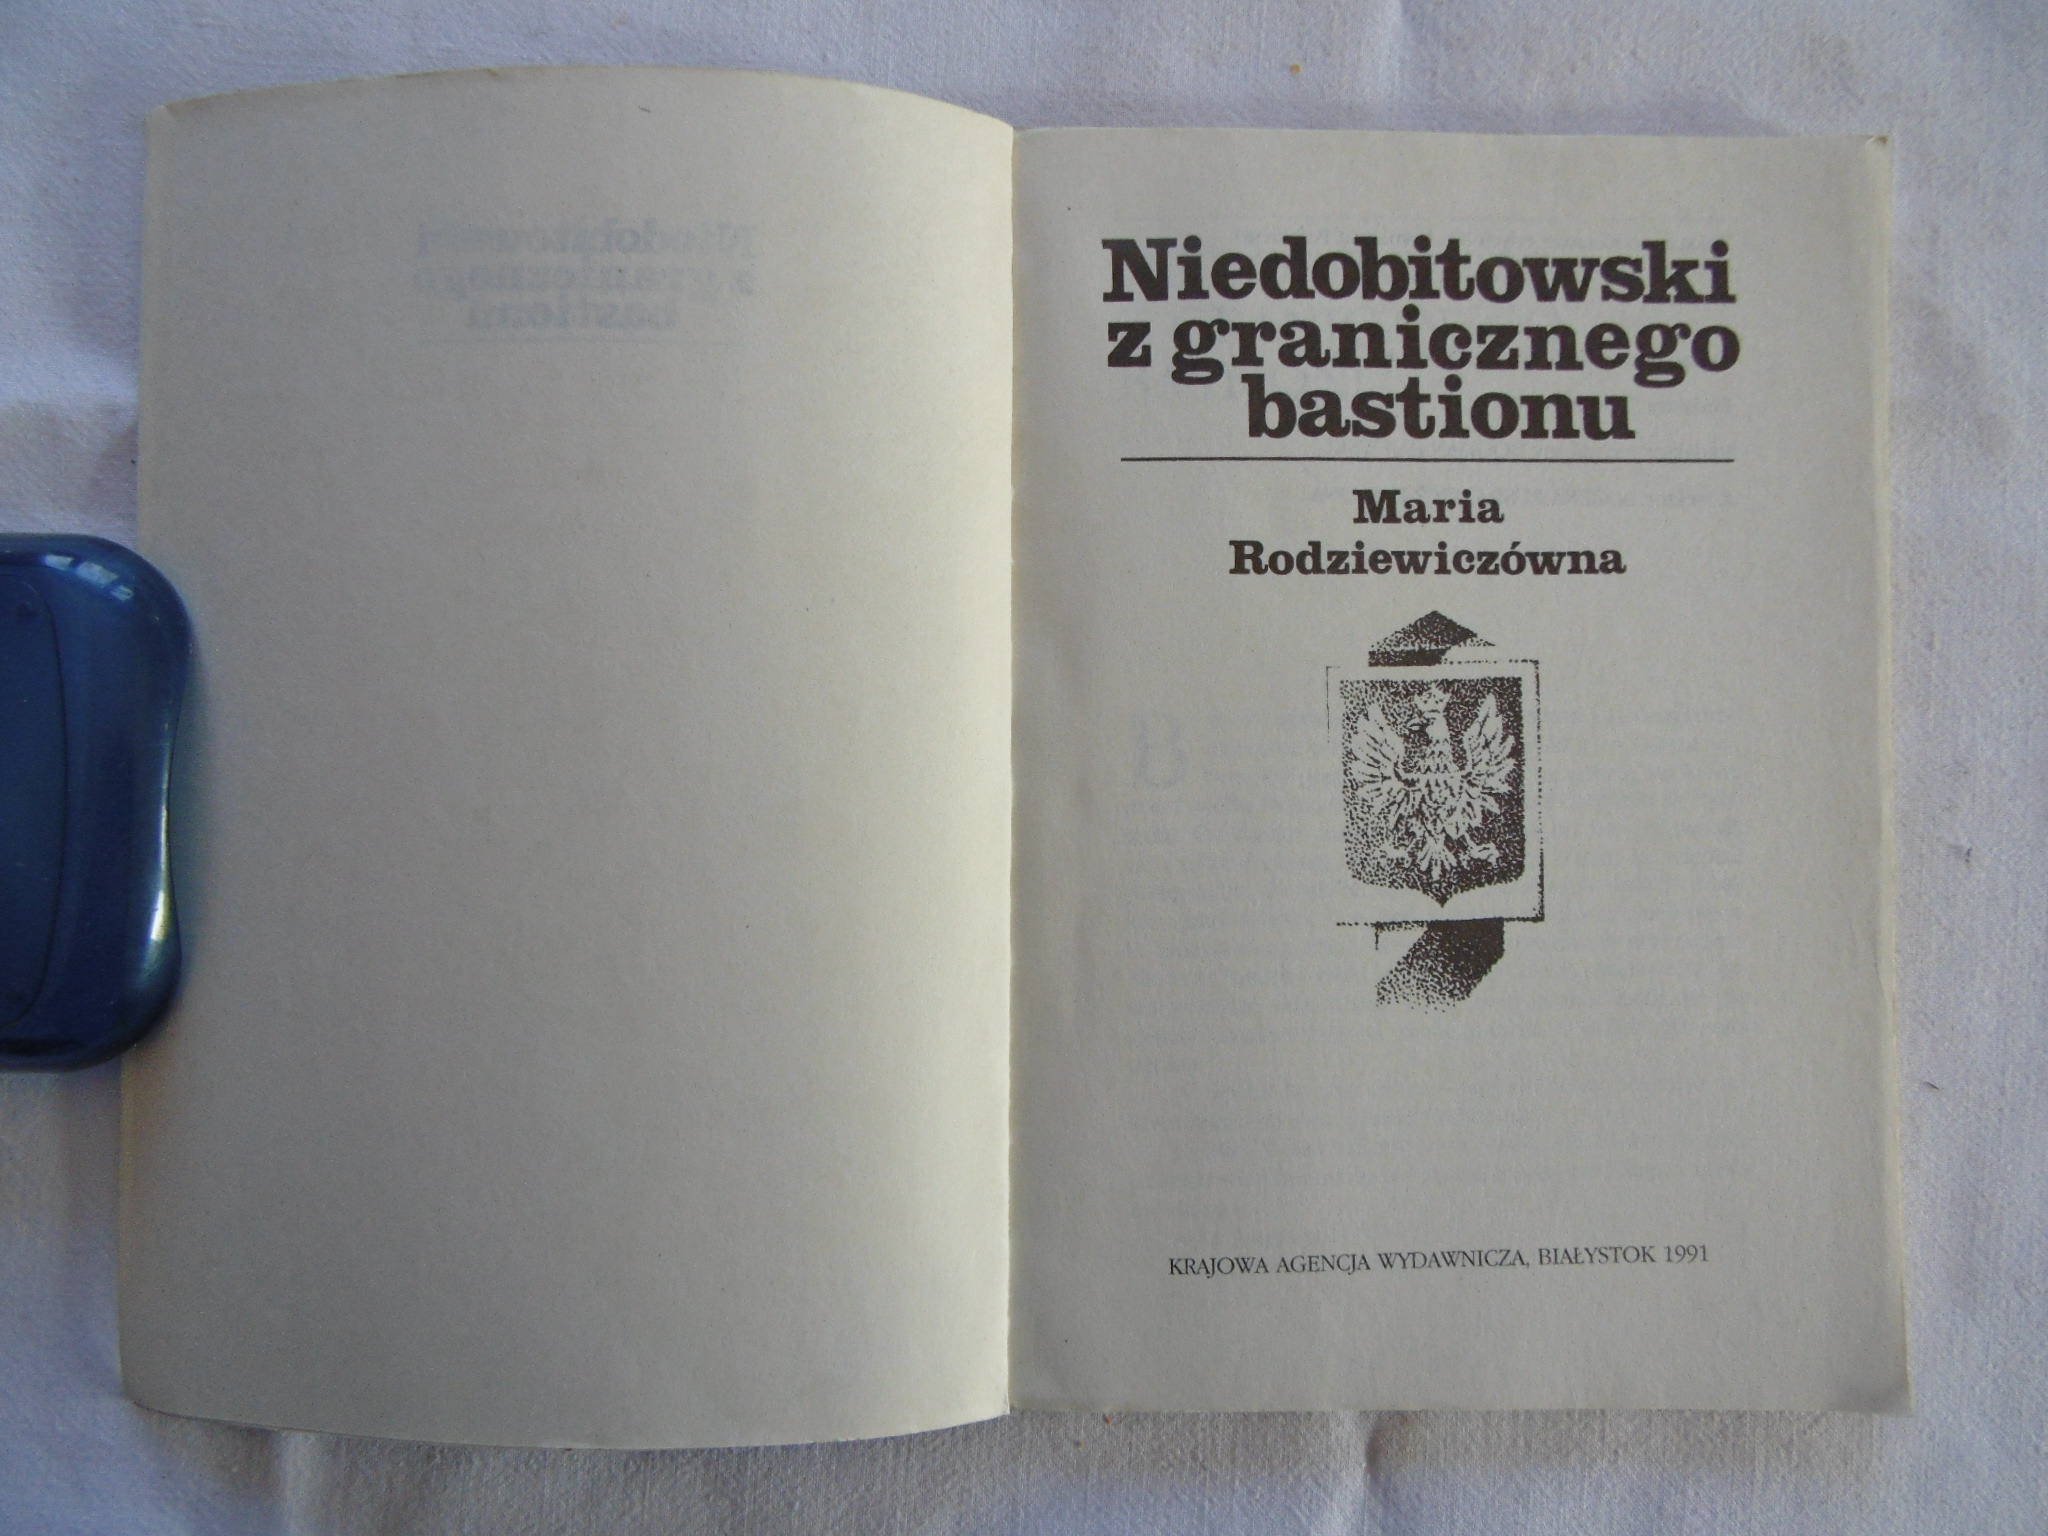 Niedobitowski
z granicznego
bastionu
Maria
Rodziewiczówna
KRAJOWA AGENCJA WYDAWNICZA, BIAŁYSTOK 1991